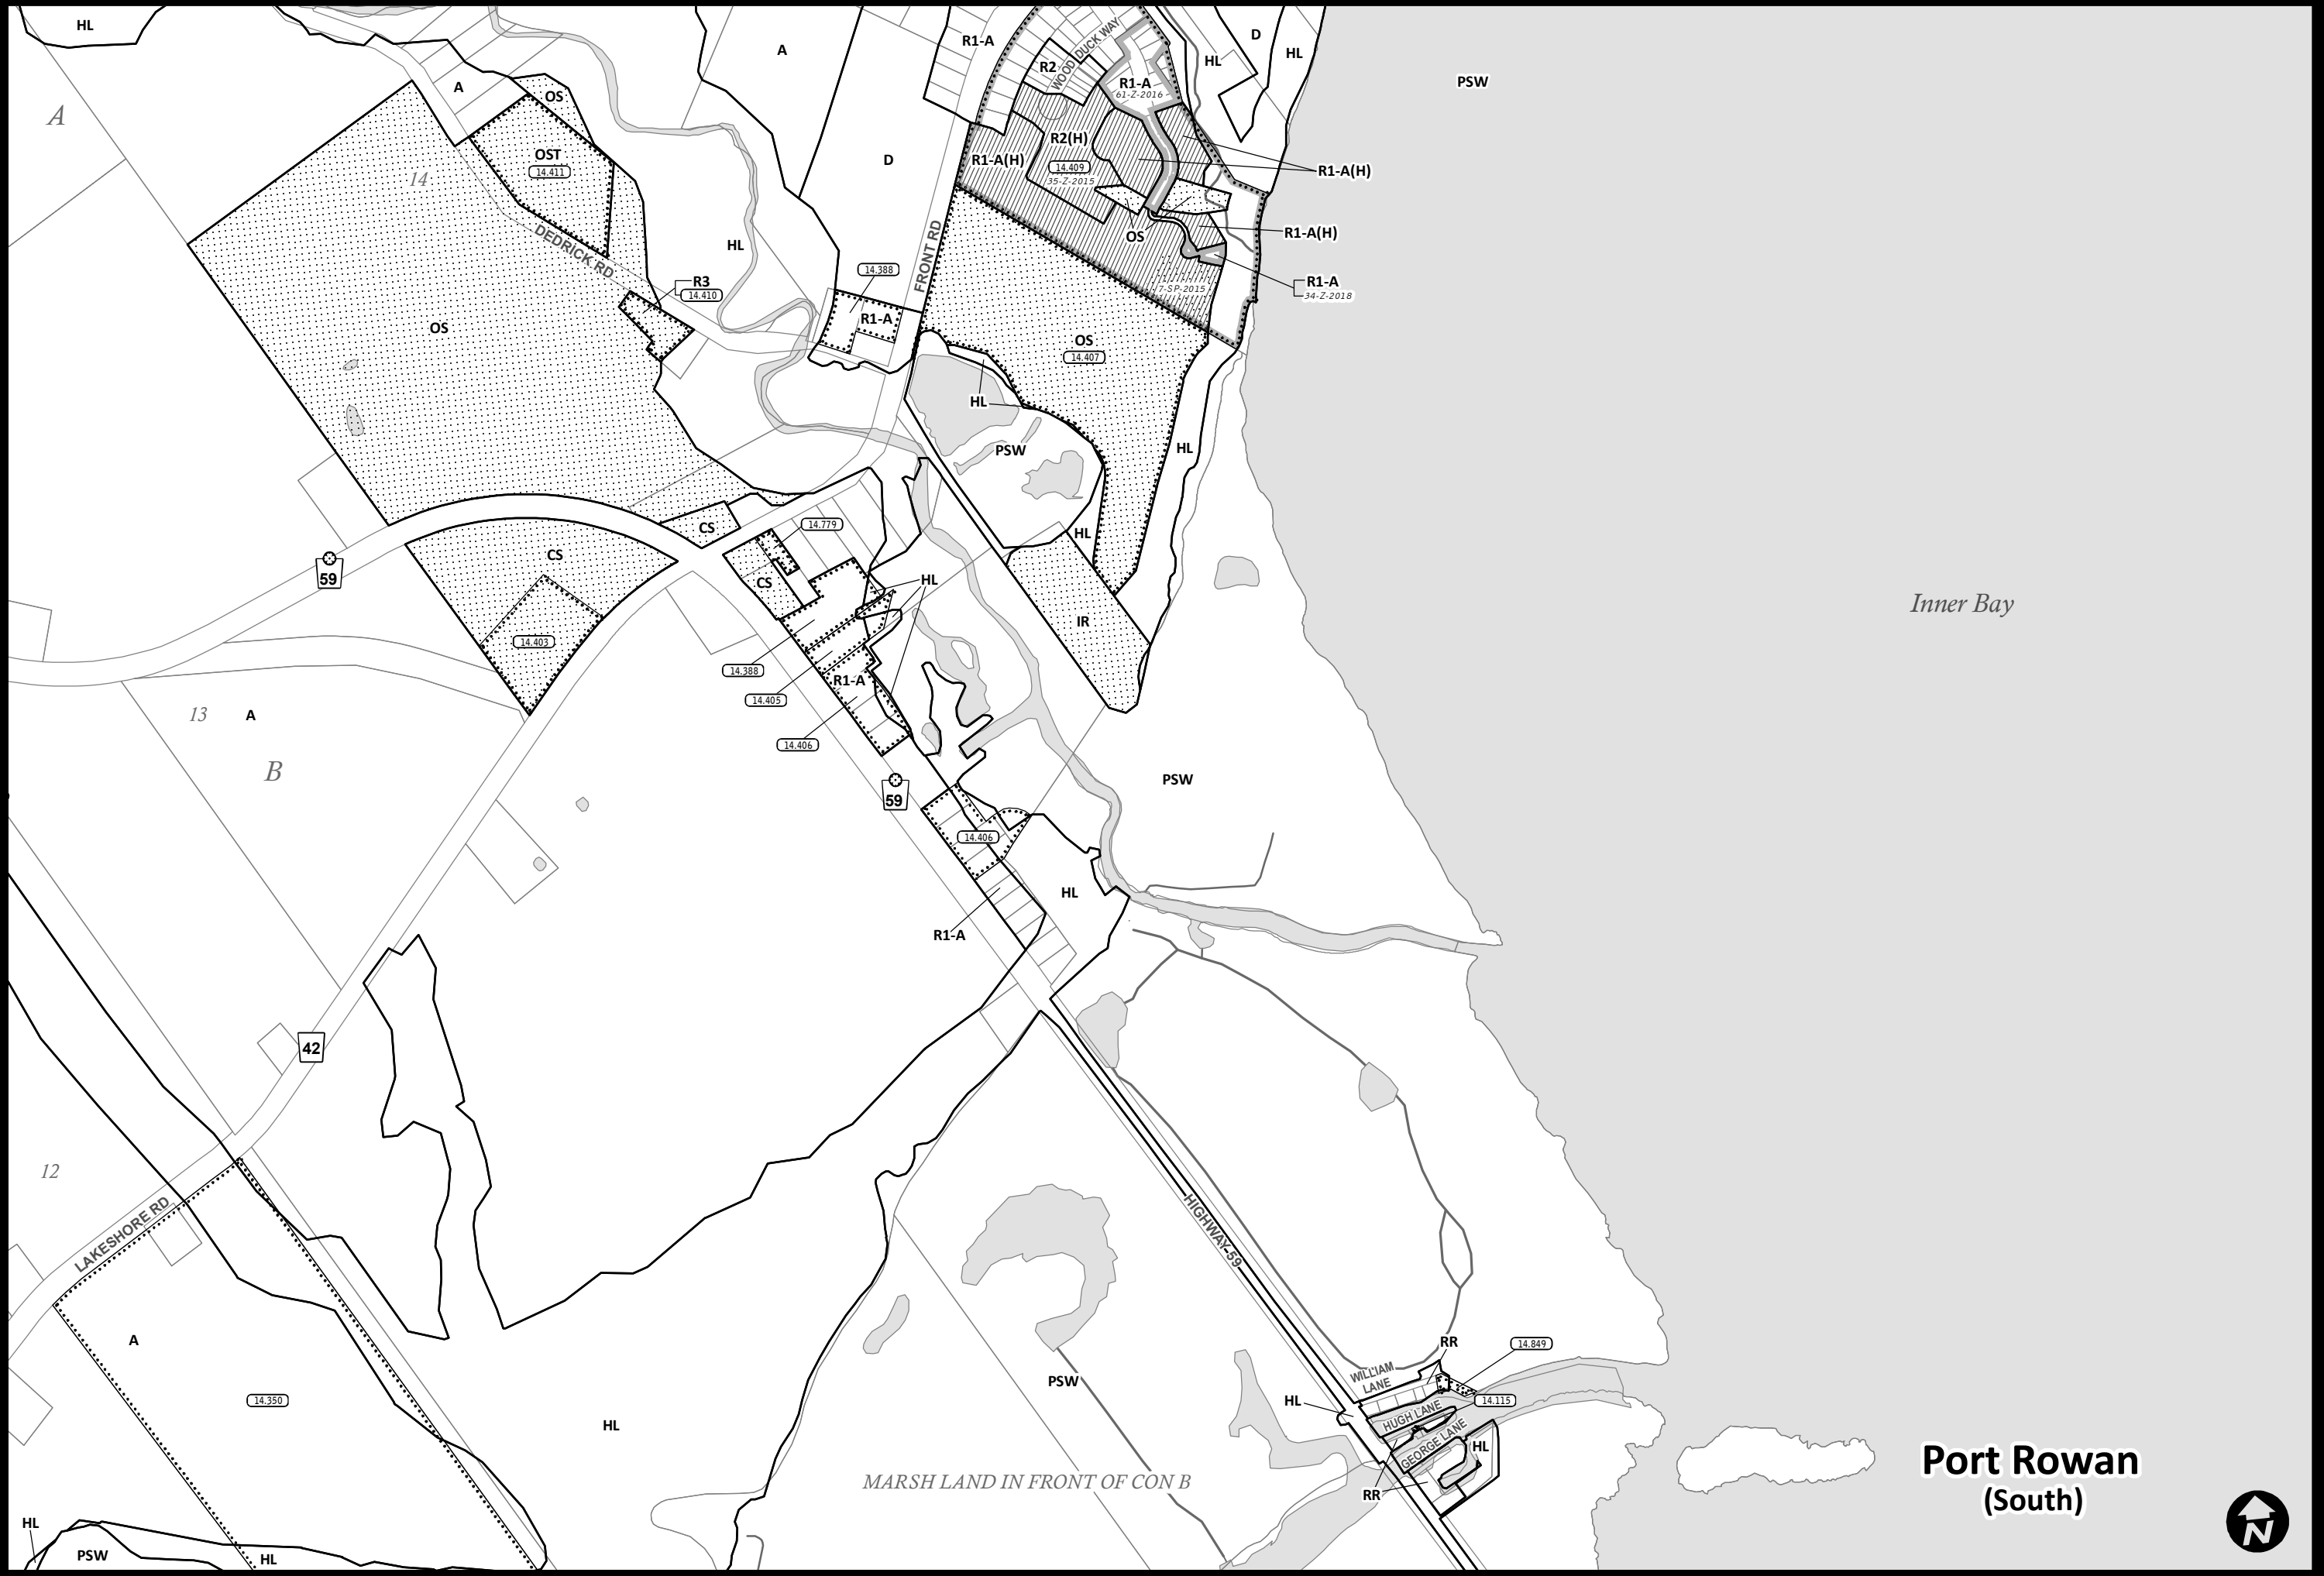 HL
A
R1-A
D
HL
HL
PSW
R2
WOOD DUCK WAY
A
OS
R1-A
61-Z-2016
A
OST
14.411
14
R1-A(H)
R2(H)
14.409
35-Z-2015
R1-A(H)
D
DEDRICK RD
HL
FRONT RD
OS
R1-A(H)
R3
14.410
14.388
R1-A
7-SP-2015
R1-A
34-Z-2018
OS
OS
14.407
HL
PSW
HL
CS
14.779
HL
59
CS
CS
HL
Inner Bay
14.403
IR
14.388
R1-A
14.405
13
A
14.406
B
59
PSW
14.406
HL
R1-A
42
12
LAKESHORE RD
HIGHWAY 59
A
RR
14.849
14.350
PSW
WILLIAM
LANE
HL
14.115
HUGH LANE
HL
GEORGE LANE
HL
MARSH LAND IN FRONT OF CON B
RR
Port Rowan
(South)
HL
PSW
HL
N